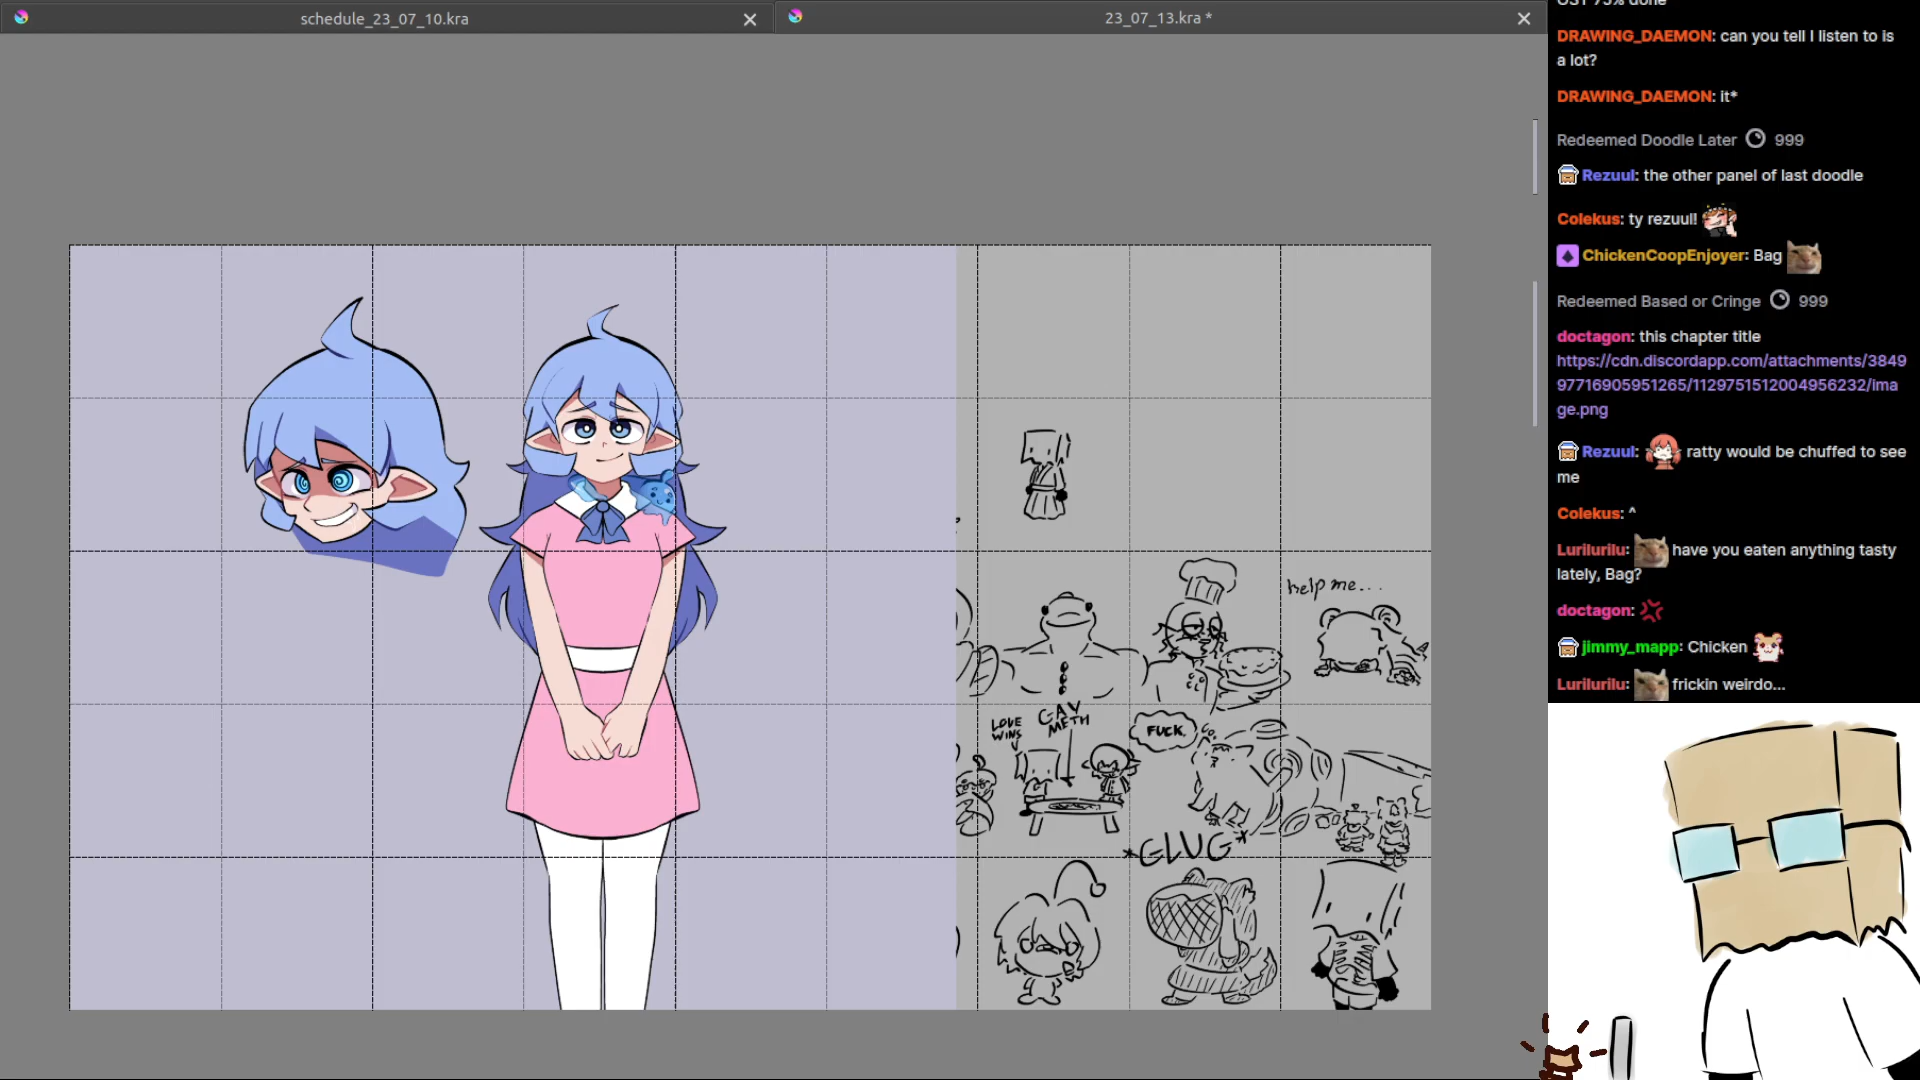 schedule_23_07_10.kra
23_07_13.kra *
DRAWING_DAEMON: can you tell I listen to is
a lot?
DRAWING_DAEMON: it*
Redeemed Doodle Later 999
Rezuul: the other panel of last doodle
Colekus: ty rezuul!
ChickenCoopEnjoyer: Bag
Redeemed Based or Cringe 999
doctagon: this chapter title
https://cdn.discordapp.com/attachments/3849
97716905951265/1129751512004956232/ima
ge.png
Rezuul: ratty would be chuffed to see
me
Colekus: ^
Lurilurilu: have you eaten anything tasty
lately, Bag?
doctagon:
jimmy_mapp: Chicken
Lurilurilu: frickin weirdo...
help me...
LOVE
WINS
GAY
METH
FUCK.
*GLUG*